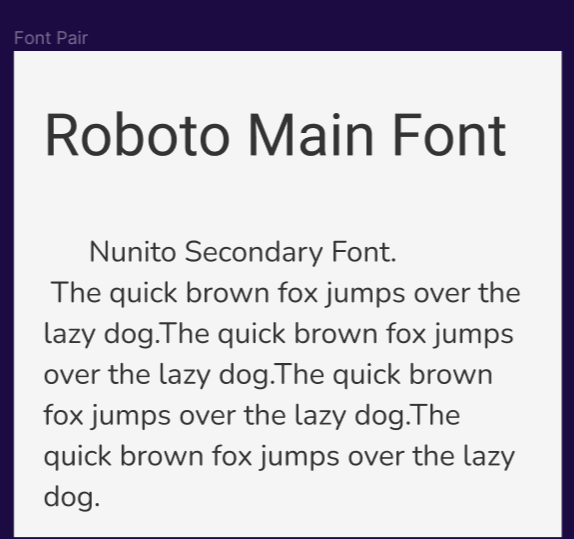 Font Pair
Roboto Main Font
Nunito Secondary Font.
The quick brown fox jumps over the
lazy dog.The quick brown fox jumps
over the lazy dog.The quick brown
fox jumps over the lazy dog.The
quick brown fox jumps over the lazy
dog.